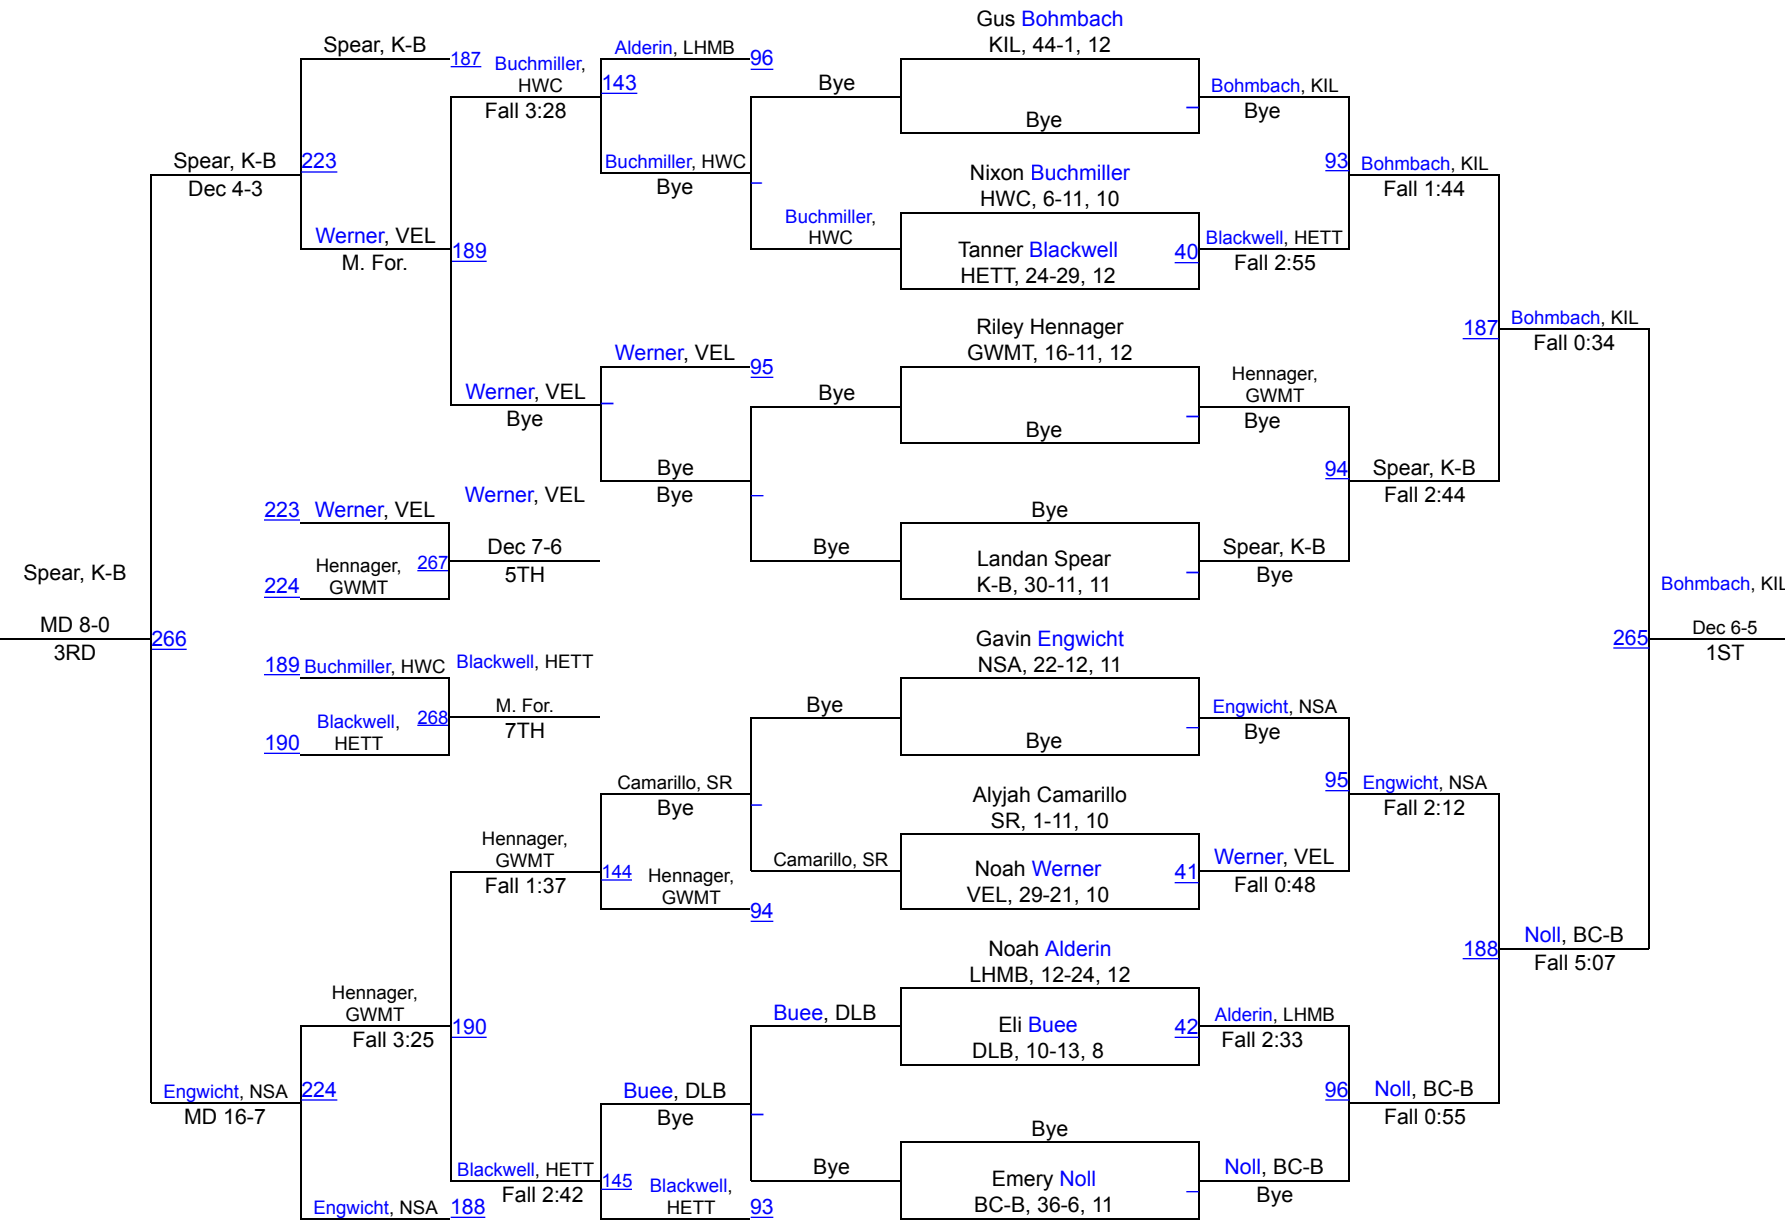 Gus Bohmbach
KIL, 44-1, 12
Spear, K-B
187
Buchmiller,
HWC
Fall 3:28
Alderin, LHMB
96
143
Bye
Bye
Bohmbach, KIL
Bye
Spear, K-B
Dec 4-3
223
Buchmiller, HWC
Bye
Nixon Buchmiller
HWC, 6-11, 10
93
Bohmbach, KIL
Fall 1:44
Werner, VEL
M. For.
189
Buchmiller,
HWC
Tanner Blackwell
HETT, 24-29, 12
40
Blackwell, HETT
Fall 2:55
Riley Hennager
GWMT, 16-11, 12
187
Bohmbach, KIL
Fall 0:34
Werner, VEL
95
Werner, VEL
Bye
Bye
Bye
Hennager,
GWMT
Bye
Bye
Bye
94
Spear, K-B
Fall 2:44
223
Werner, VEL
Werner, VEL
Hennager,
GWMT
224
267
Dec 7-6
5TH
Bye
Bye
Landan Spear
K-B, 30-11, 11
Spear, K-B
Bye
Spear, K-B
MD 8-0
3RD
266
Bohmbach, KIL
265
Dec 6-5
1ST
189
Buchmiller, HWC
Blackwell, HETT
Blackwell,
HETT
190
268
M. For.
7TH
Gavin Engwicht
NSA, 22-12, 11
Bye
Bye
Engwicht, NSA
Bye
Camarillo, SR
Bye
Alyjah Camarillo
SR, 1-11, 10
95
Engwicht, NSA
Fall 2:12
Hennager,
GWMT
Fall 1:37
144
Hennager,
GWMT
94
Camarillo, SR
Noah Werner
VEL, 29-21, 10
41
Werner, VEL
Fall 0:48
Noah Alderin
LHMB, 12-24, 12
188
Noll, BC-B
Fall 5:07
Hennager,
GWMT
Fall 3:25
190
Buee, DLB
Eli Buee
DLB, 10-13, 8
42
Alderin, LHMB
Fall 2:33
Engwicht, NSA
MD 16-7
224
Buee, DLB
Bye
96
Noll, BC-B
Fall 0:55
Bye
Blackwell, HETT
Fall 2:42
145
Blackwell,
HETT
93
Bye
Emery Noll
BC-B, 36-6, 11
Noll, BC-B
Bye
Engwicht, NSA
188